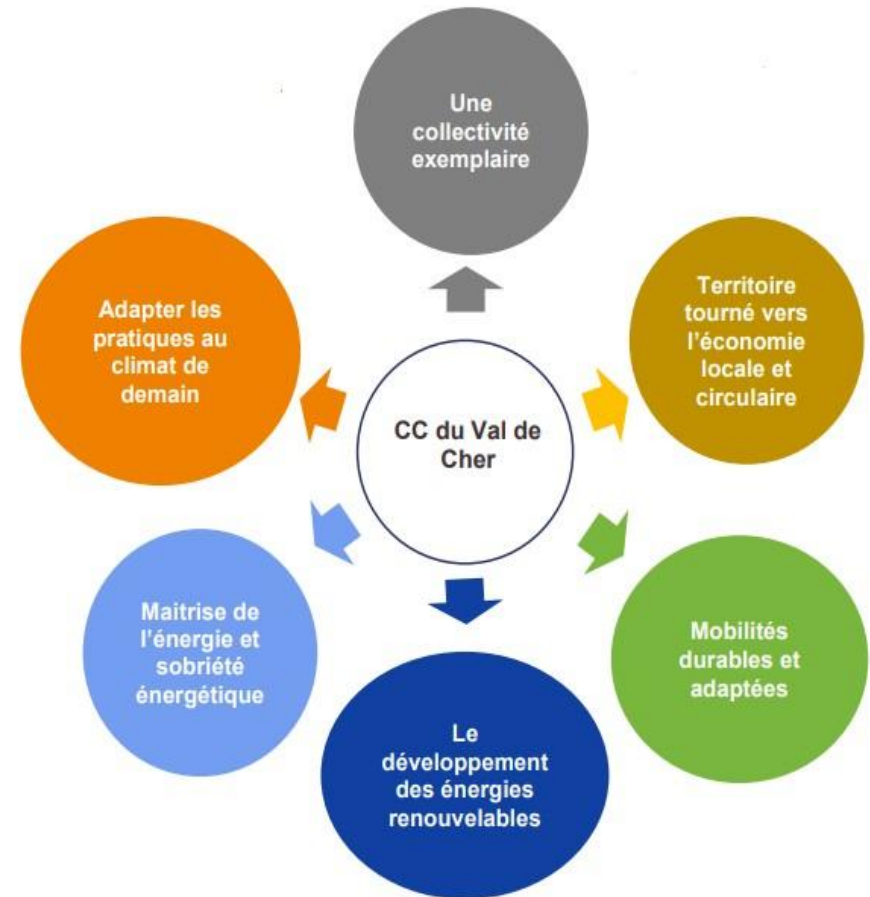 Une
collectivité
exemplaire
Adapter les
pratiques au
climat de
demain
Territoire
tourné vers
l'économie
locale et
circulaire
CC du Val de
Cher
Maitrise de
l'énergie et
sobriété
énergétique
Mobilités
durables et
adaptées
Le
développement
des énergies
renouvelables